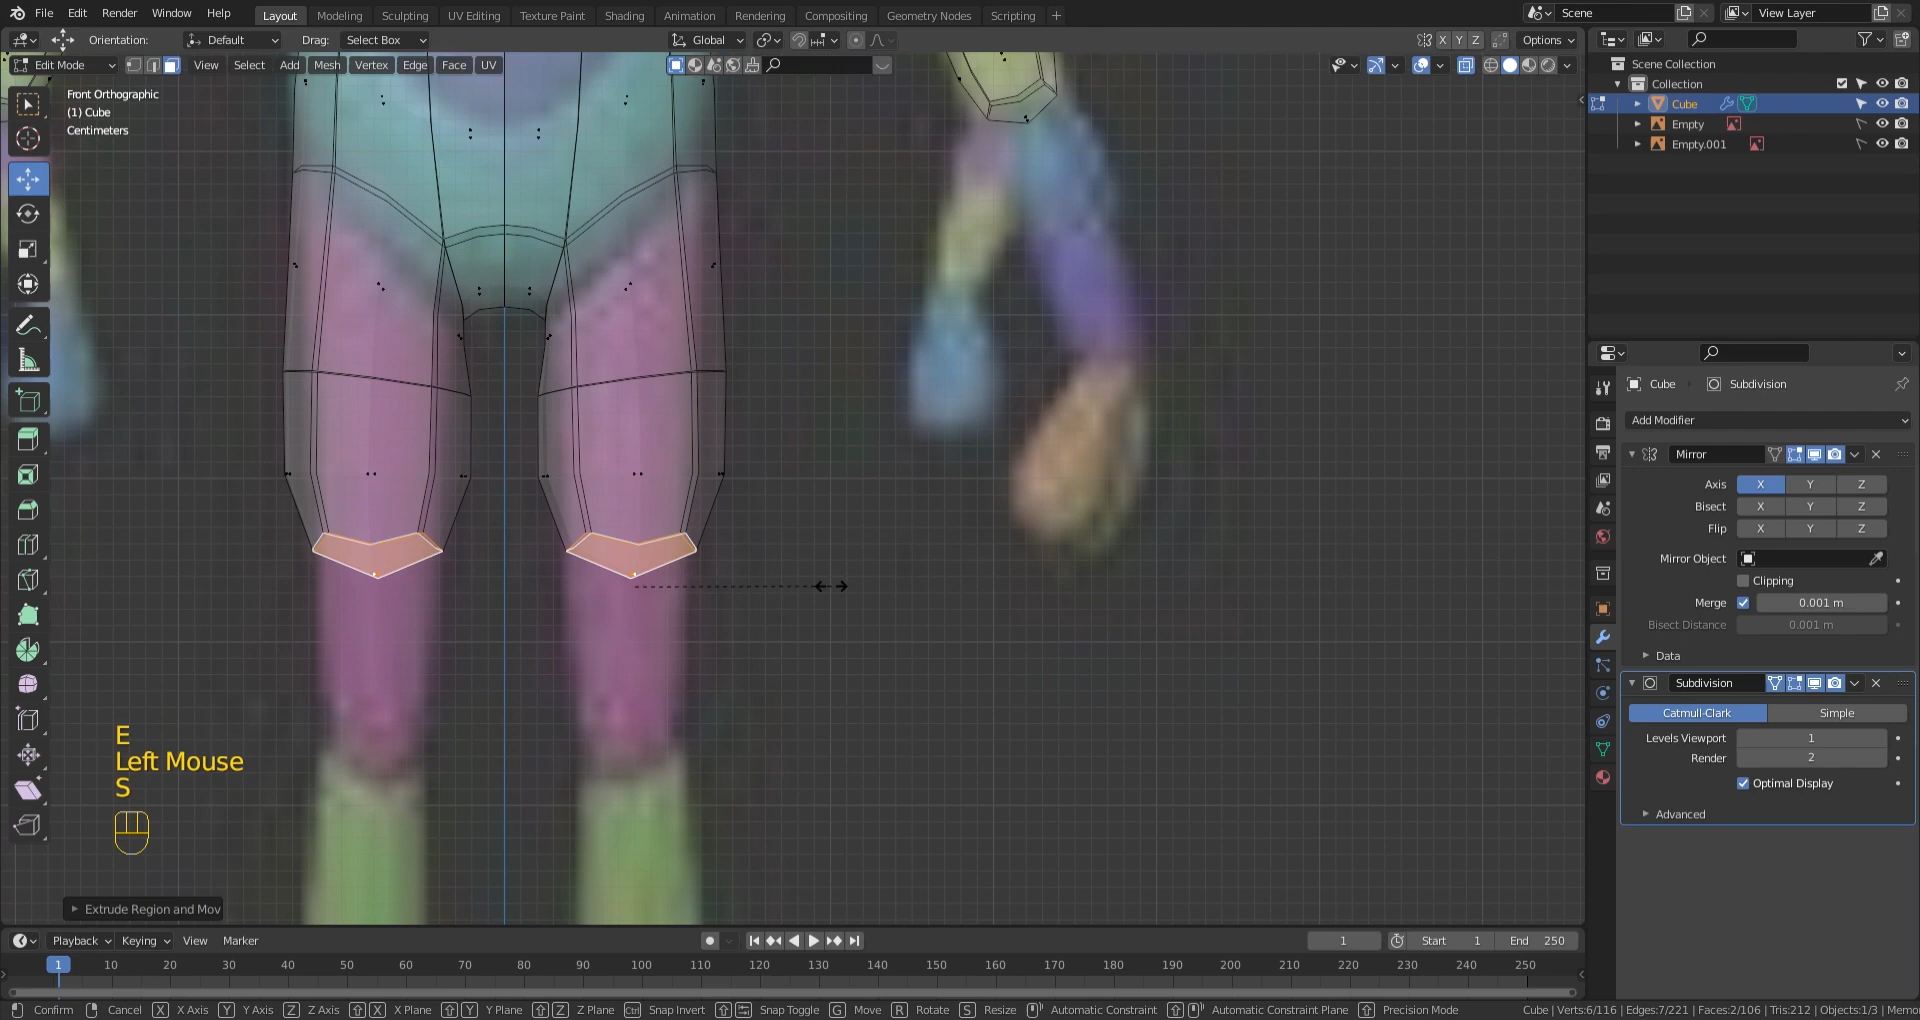 File Edit Render Window Help Layout Modeling Sculpting UV Editing Texture Paint Shading Animation Rendering Compositing Geometry Nodes Scripting + Scene View Layer
Orientation: Default Drag: Select Box Global X Y Z Options
Edit Mode View Select Add Mesh Vertex Edge Face UV
Front Orthographic
(1) Cube
Centimeters
Scene Collection
Collection
Cube
Empty
Empty.001
Cube Subdivision
Add Modifier
Mirror
Axis X Y Z
Bisect X Y Z
Flip X Y Z
Mirror Object
Clipping
Merge 0.001 m
Bisect Distance 0.001 m
Data
Subdivision
Catmull-Clark Simple
Levels Viewport 1
Render 2
Optimal Display
Advanced
E
Left Mouse
S
Extrude Region and Mov
Playback Keying View Marker 1 Start 1 End 250
1 10 20 30 40 50 60 70 80 90 100 110 120 130 140 150 160 170 180 190 200 210 220 230 240 250
Confirm Cancel X X Axis Y Y Axis Z Z Axis X X Plane Y Y Plane Z Z Plane Ctrl Snap Invert Snap Toggle G Move R Rotate S Resize Automatic Constraint Automatic Constraint Plane Precision Mode Cube | Verts:6/116 | Edges:7/221 | Faces:2/106 | Tris:212 | Objects:1/3 | Memo